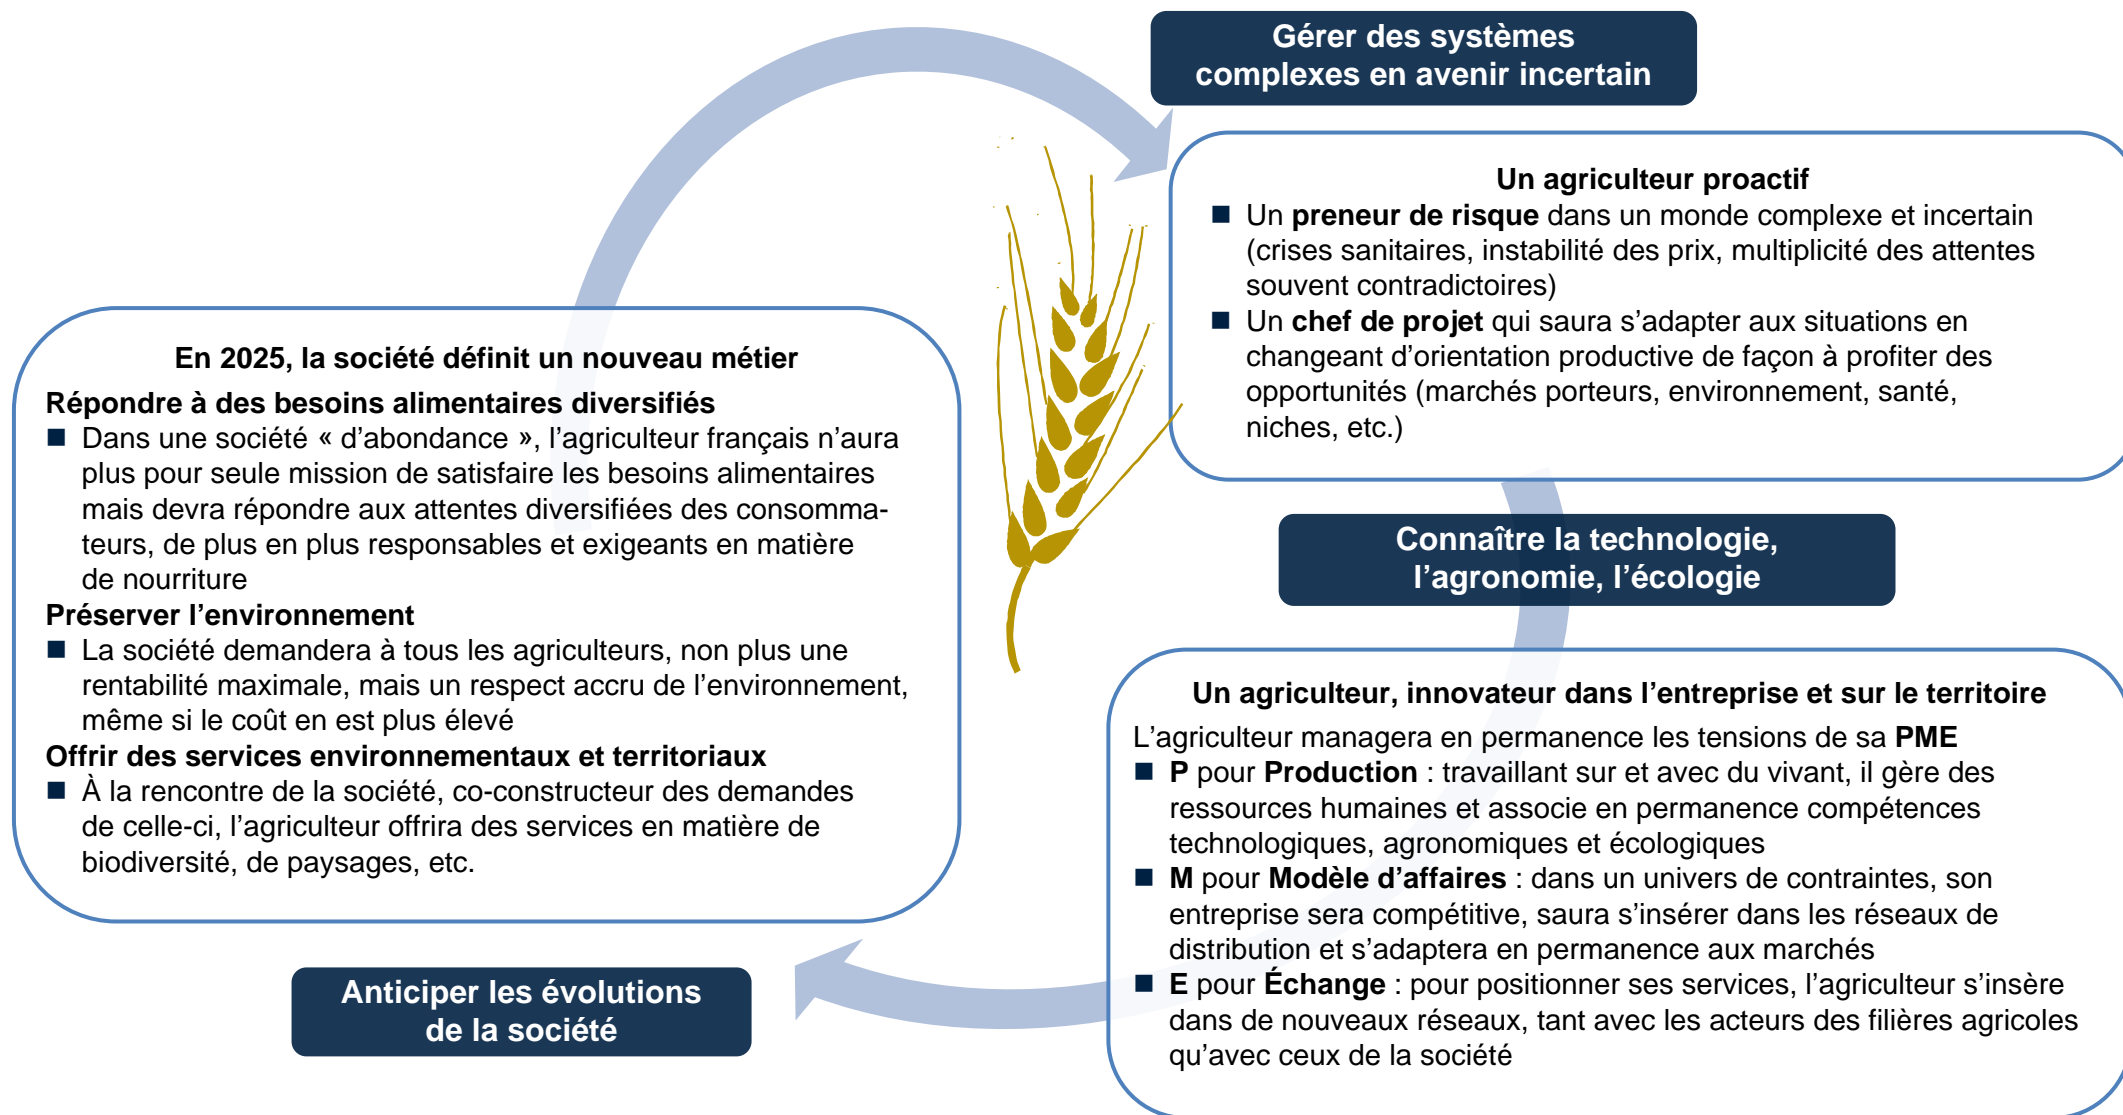 Gérer des systèmes
complexes en avenir incertain
Un agriculteur proactif
■ Un preneur de risque dans un monde complexe et incertain
(crises sanitaires, instabilité des prix, multiplicité des attentes
souvent contradictoires)
■ Un chef de projet qui saura s’adapter aux situations en
changeant d’orientation productive de façon à profiter des
opportunités (marchés porteurs, environnement, santé,
niches, etc.)
En 2025, la société définit un nouveau métier
Répondre à des besoins alimentaires diversifiés
■ Dans une société « d’abondance », l’agriculteur français n’aura
plus pour seule mission de satisfaire les besoins alimentaires
mais devra répondre aux attentes diversifiées des consomma-
teurs, de plus en plus responsables et exigeants en matière
de nourriture
Préserver l’environnement
■ La société demandera à tous les agriculteurs, non plus une
rentabilité maximale, mais un respect accru de l’environnement,
même si le coût en est plus élevé
Offrir des services environnementaux et territoriaux
■ À la rencontre de la société, co-constructeur des demandes
de celle-ci, l’agriculteur offrira des services en matière de
biodiversité, de paysages, etc.
Connaître la technologie,
l’agronomie, l’écologie
Un agriculteur, innovateur dans l’entreprise et sur le territoire
L’agriculteur managera en permanence les tensions de sa PME
■ P pour Production : travaillant sur et avec du vivant, il gère des
ressources humaines et associe en permanence compétences
technologiques, agronomiques et écologiques
■ M pour Modèle d’affaires : dans un univers de contraintes, son
entreprise sera compétitive, saura s’insérer dans les réseaux de
distribution et s’adaptera en permanence aux marchés
■ E pour Échange : pour positionner ses services, l’agriculteur s’insère
dans de nouveaux réseaux, tant avec les acteurs des filières agricoles
qu’avec ceux de la société
Anticiper les évolutions
de la société